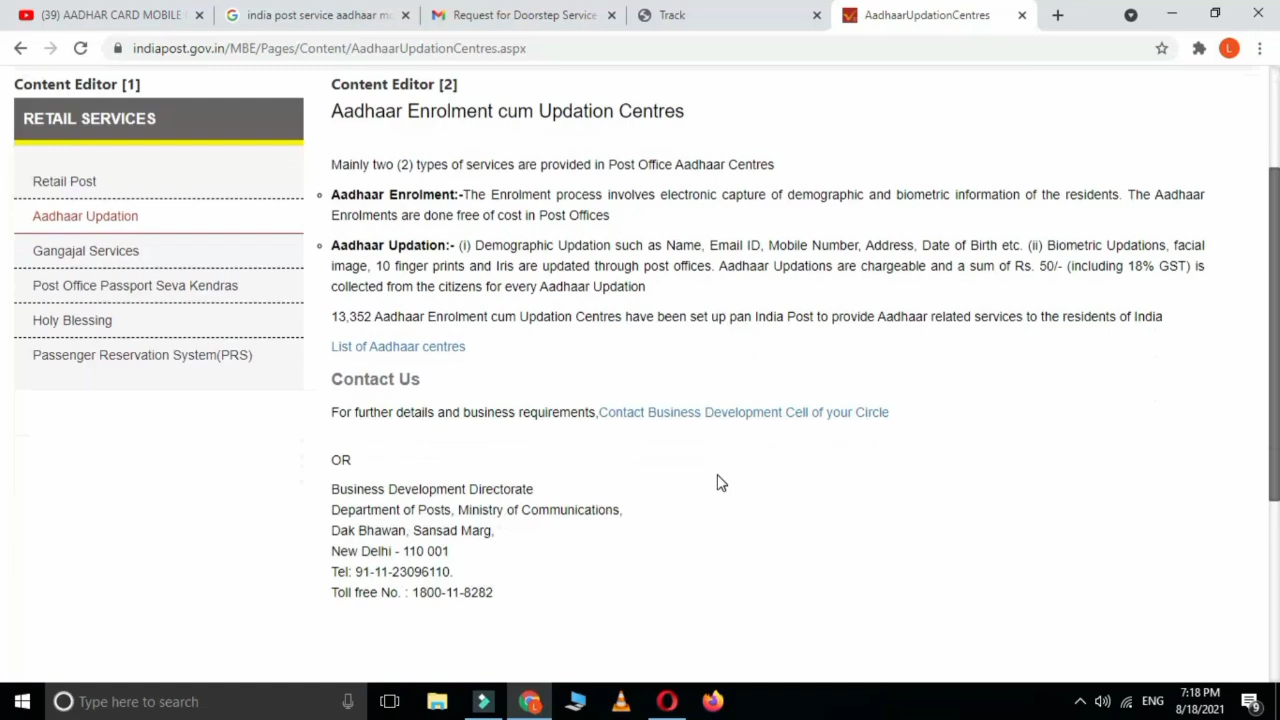 (39) AADHAR CARD MOBILE
india post service aadhaar mo
Request for Doorstep Service
Track
AadhaarUpdationCentres
indiapost.gov.in/MBE/Pages/Content/AadhaarUpdationCentres.aspx
L
Content Editor [1]
RETAIL SERVICES
Retail Post
Aadhaar Updation
Gangajal Services
Post Office Passport Seva Kendras
Holy Blessing
Passenger Reservation System(PRS)
Content Editor [2]
Aadhaar Enrolment cum Updation Centres
Mainly two (2) types of services are provided in Post Office Aadhaar Centres
Aadhaar Enrolment:-The Enrolment process involves electronic capture of demographic and biometric information of the residents. The Aadhaar
Enrolments are done free of cost in Post Offices
Aadhaar Updation:- (i) Demographic Updation such as Name, Email ID, Mobile Number, Address, Date of Birth etc. (ii) Biometric Updations, facial
image, 10 finger prints and Iris are updated through post offices. Aadhaar Updations are chargeable and a sum of Rs. 50/- (including 18% GST) is
collected from the citizens for every Aadhaar Updation
13,352 Aadhaar Enrolment cum Updation Centres have been set up pan India Post to provide Aadhaar related services to the residents of India
List of Aadhaar centres
Contact Us
For further details and business requirements,Contact Business Development Cell of your Circle
OR
Business Development Directorate
Department of Posts, Ministry of Communications,
Dak Bhawan, Sansad Marg,
New Delhi - 110 001
Tel: 91-11-23096110.
Toll free No. : 1800-11-8282
Type here to search
L
ENG
7:18 PM
8/18/2021
9